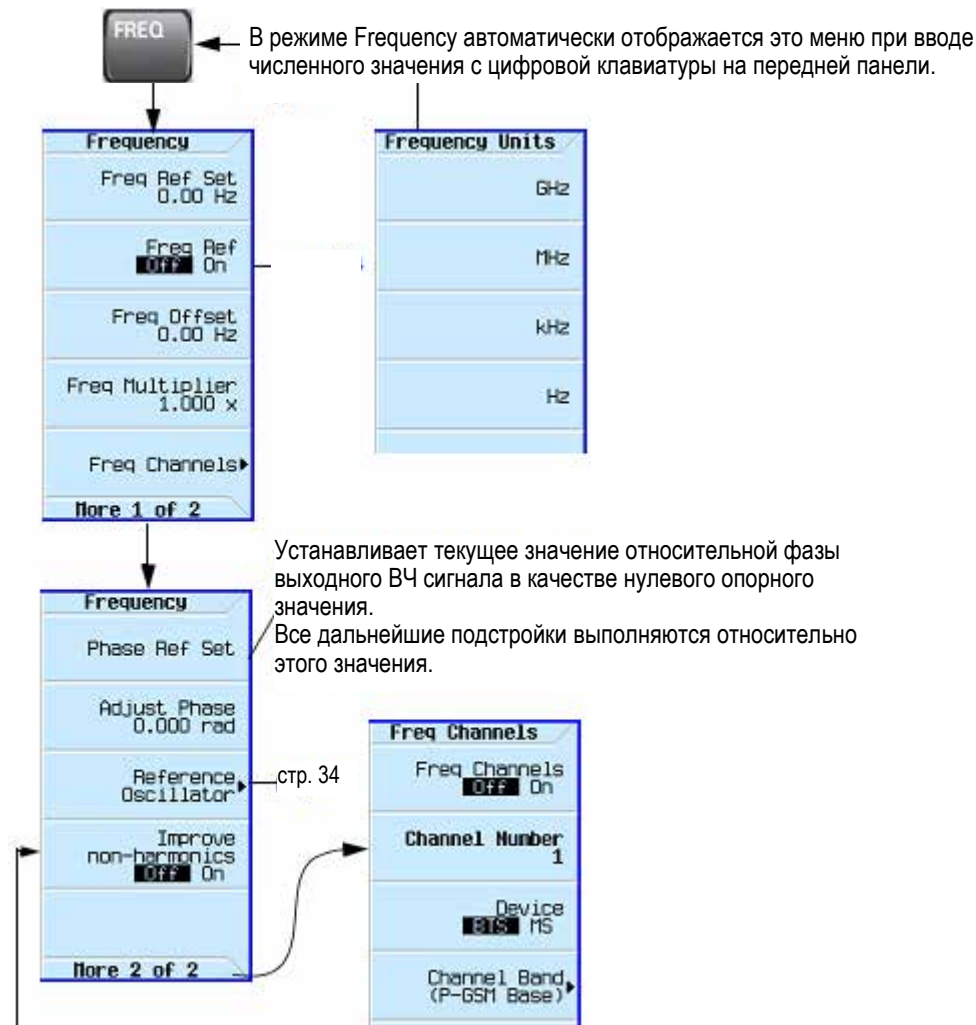 FREQ
В режиме Frequency автоматически отображается это меню при вводе
численного значения с цифровой клавиатуры на передней панели.
Frequency
Freq Ref Set
0.00 Hz
Freq Ref
Off On
Freq Offset
0.00 Hz
Freq Multiplier
1.000 x
Freq Channels
More 1 of 2
Frequency Units
GHz
MHz
kHz
Hz
Устанавливает текущее значение относительной фазы
выходного ВЧ сигнала в качестве нулевого опорного
значения.
Все дальнейшие подстройки выполняются относительно
этого значения.
Frequency
Phase Ref Set
Adjust Phase
0.000 rad
Reference
Oscillator
стр. 34
Improve
non-harmonics
Off On
More 2 of 2
Freq Channels
Freq Channels
Off On
Channel Number
1
Device
BTS MS
Channel Band
(P-GSM Base)